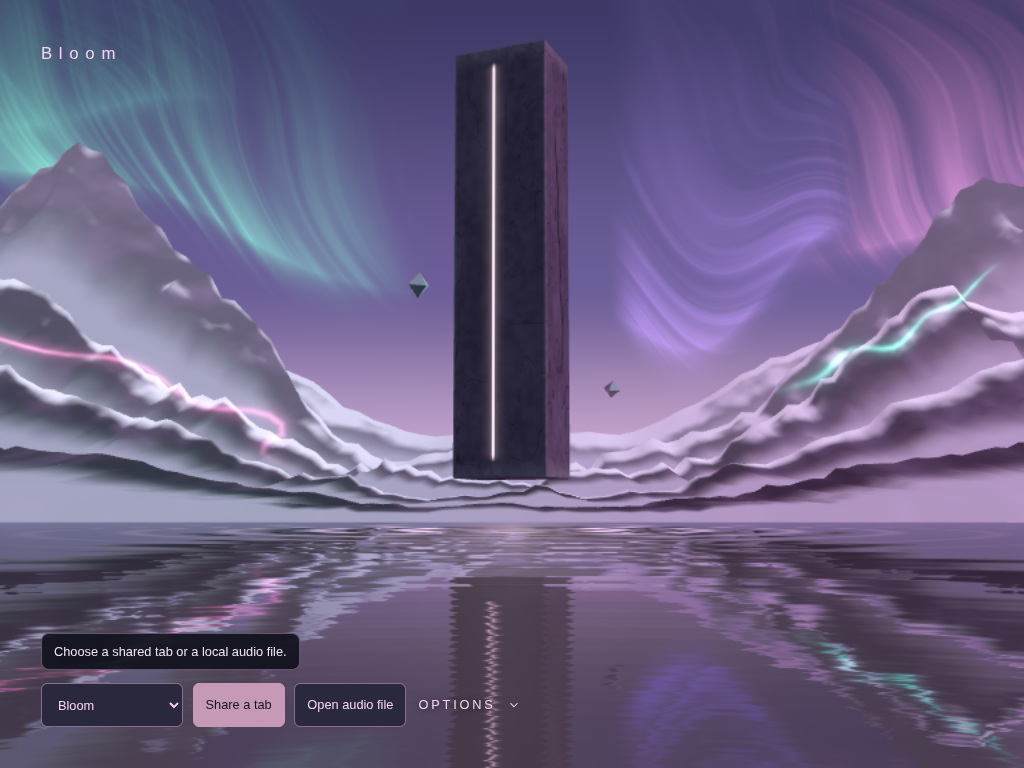 Bloom
Choose a shared tab or a local audio file.
Bloom
Share a tab
Open audio file
OPTIONS